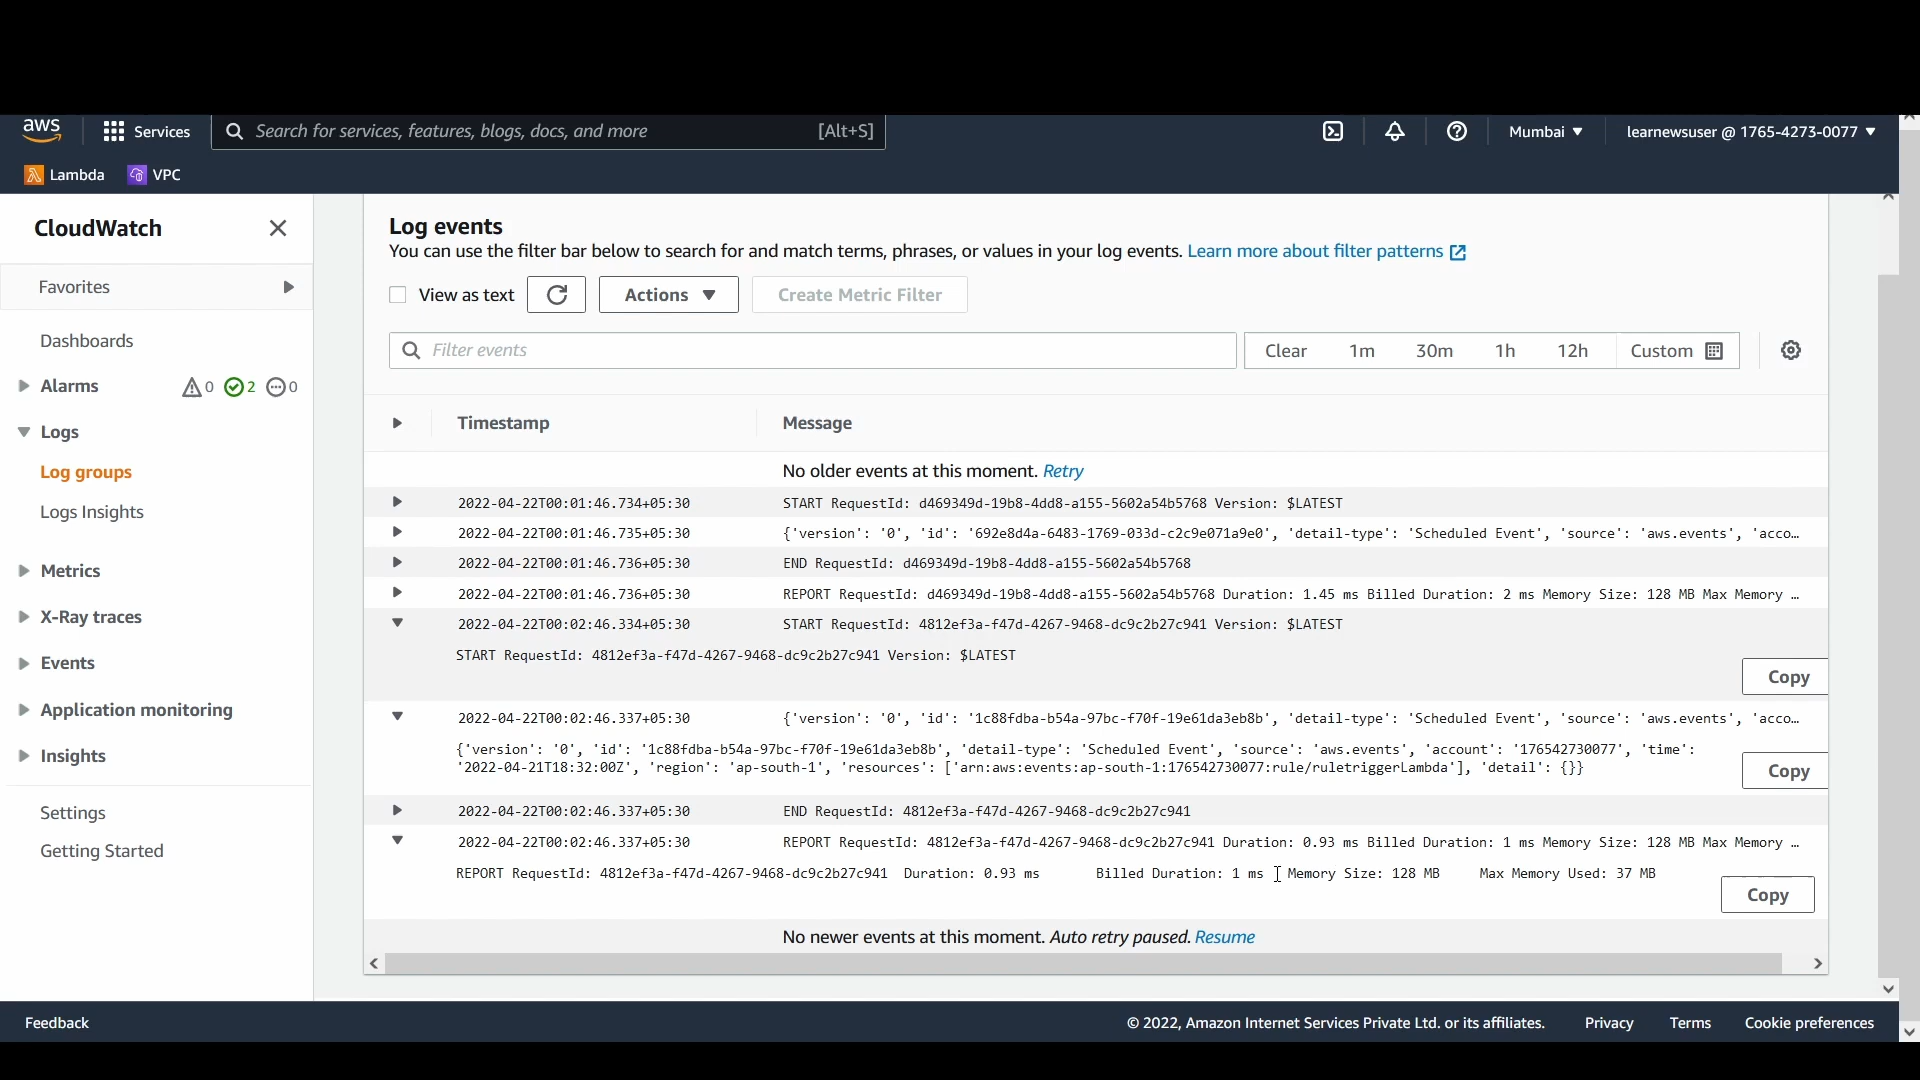 aws Services Search for services, features, blogs, docs, and more [Alt+S] Mumbai learnewsuser @ 1765-4273-0077
Lambda VPC
CloudWatch
Favorites
Dashboards
Alarms 0 2 0
Logs
Log groups
Logs Insights
Metrics
X-Ray traces
Events
Application monitoring
Insights
Settings
Getting Started
Log events
You can use the filter bar below to search for and match terms, phrases, or values in your log events. Learn more about filter patterns
View as text Actions Create Metric Filter
Filter events Clear 1m 30m 1h 12h Custom
Timestamp Message
No older events at this moment. Retry
2022-04-22T00:01:46.734+05:30 START RequestId: d469349d-19b8-4dd8-a155-5602a54b5768 Version: $LATEST
2022-04-22T00:01:46.735+05:30 {'version': '0', 'id': '692e8d4a-6483-1769-033d-c2c9e071a9e0', 'detail-type': 'Scheduled Event', 'source': 'aws.events', 'acco…
2022-04-22T00:01:46.736+05:30 END RequestId: d469349d-19b8-4dd8-a155-5602a54b5768
2022-04-22T00:01:46.736+05:30 REPORT RequestId: d469349d-19b8-4dd8-a155-5602a54b5768 Duration: 1.45 ms Billed Duration: 2 ms Memory Size: 128 MB Max Memory …
2022-04-22T00:02:46.334+05:30 START RequestId: 4812ef3a-f47d-4267-9468-dc9c2b27c941 Version: $LATEST
START RequestId: 4812ef3a-f47d-4267-9468-dc9c2b27c941 Version: $LATEST
Copy
2022-04-22T00:02:46.337+05:30 {'version': '0', 'id': '1c88fdba-b54a-97bc-f70f-19e61da3eb8b', 'detail-type': 'Scheduled Event', 'source': 'aws.events', 'acco…
{'version': '0', 'id': '1c88fdba-b54a-97bc-f70f-19e61da3eb8b', 'detail-type': 'Scheduled Event', 'source': 'aws.events', 'account': '176542730077', 'time':
'2022-04-21T18:32:00Z', 'region': 'ap-south-1', 'resources': ['arn:aws:events:ap-south-1:176542730077:rule/ruletriggerLambda'], 'detail': {}}
Copy
2022-04-22T00:02:46.337+05:30 END RequestId: 4812ef3a-f47d-4267-9468-dc9c2b27c941
2022-04-22T00:02:46.337+05:30 REPORT RequestId: 4812ef3a-f47d-4267-9468-dc9c2b27c941 Duration: 0.93 ms Billed Duration: 1 ms Memory Size: 128 MB Max Memory …
REPORT RequestId: 4812ef3a-f47d-4267-9468-dc9c2b27c941 Duration: 0.93 ms Billed Duration: 1 ms Memory Size: 128 MB Max Memory Used: 37 MB
Copy
No newer events at this moment. Auto retry paused. Resume
Feedback © 2022, Amazon Internet Services Private Ltd. or its affiliates. Privacy Terms Cookie preferences